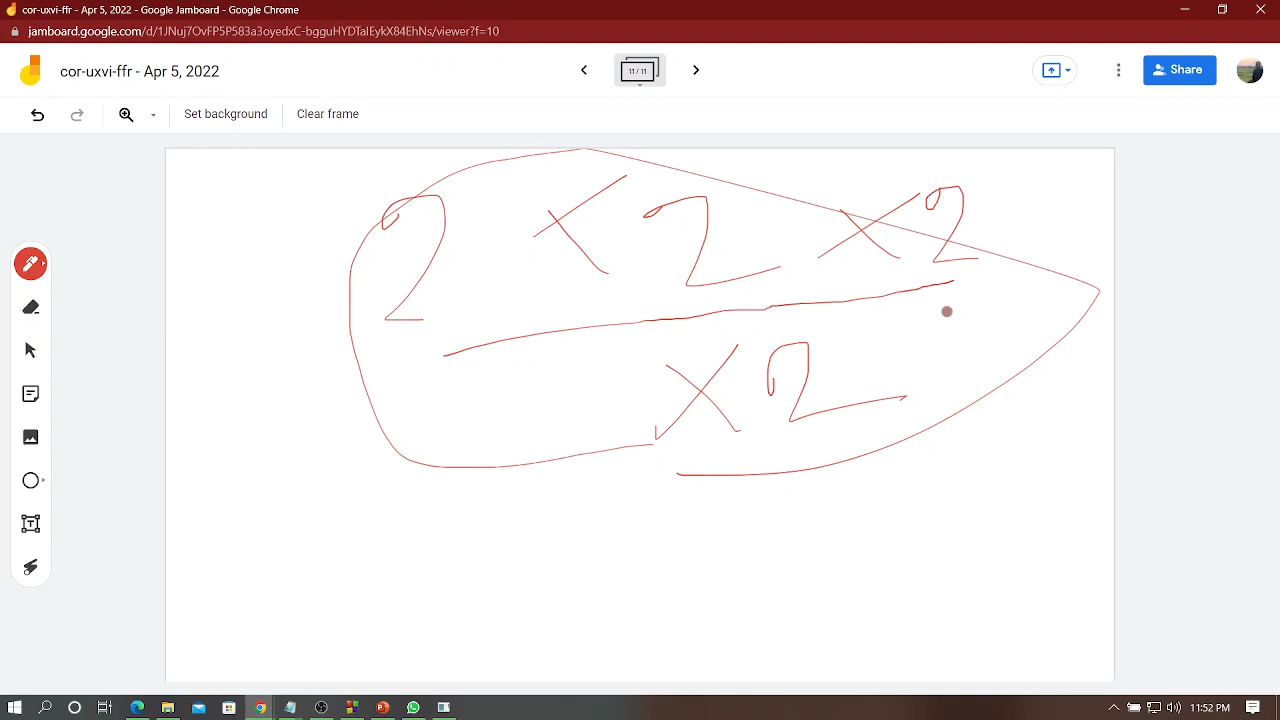 cor-uxvi-ffr - Apr 5, 2022 - Google Jamboard - Google Chrome
jamboard.google.com/d/1JNuj7OvFP5P583a3oyedxC-bgguHYDTaIEykX84EhNs/viewer?f=10
cor-uxvi-ffr - Apr 5, 2022
11 / 11
Share
Set background
Clear frame
2 × 2 × 2
× 2
11:52 PM